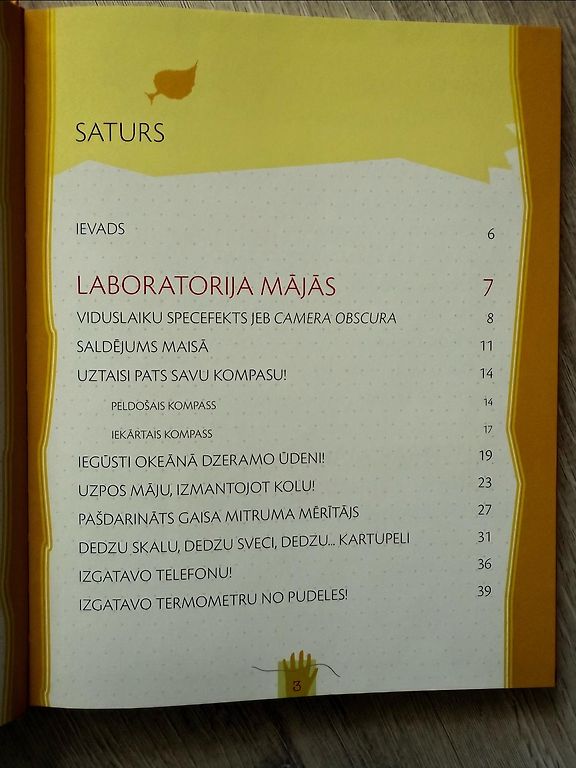 SATURS
IEVADS 6
LABORATORIJA MĀJĀS 7
VIDUSLAIKU SPECEFEKTS JEB CAMERA OBSCURA 8
SALDĒJUMS MAISĀ 11
UZTAISI PATS SAVU KOMPASU! 14
PELDOŠAIS KOMPASS 14
IEKĀRTAIS KOMPASS 17
IEGŪSTI OKEĀNĀ DZERAMO ŪDENI! 19
UZPOS MĀJU, IZMANTOJOT KOLU! 23
PAŠDARINĀTS GAISA MITRUMA MĒRĪTĀJS 27
DEDZU SKALU, DEDZU SVECI, DEDZU... KARTUPELI 31
IZGATAVO TELEFONU! 36
IZGATAVO TERMOMETRU NO PUDELES! 39
3